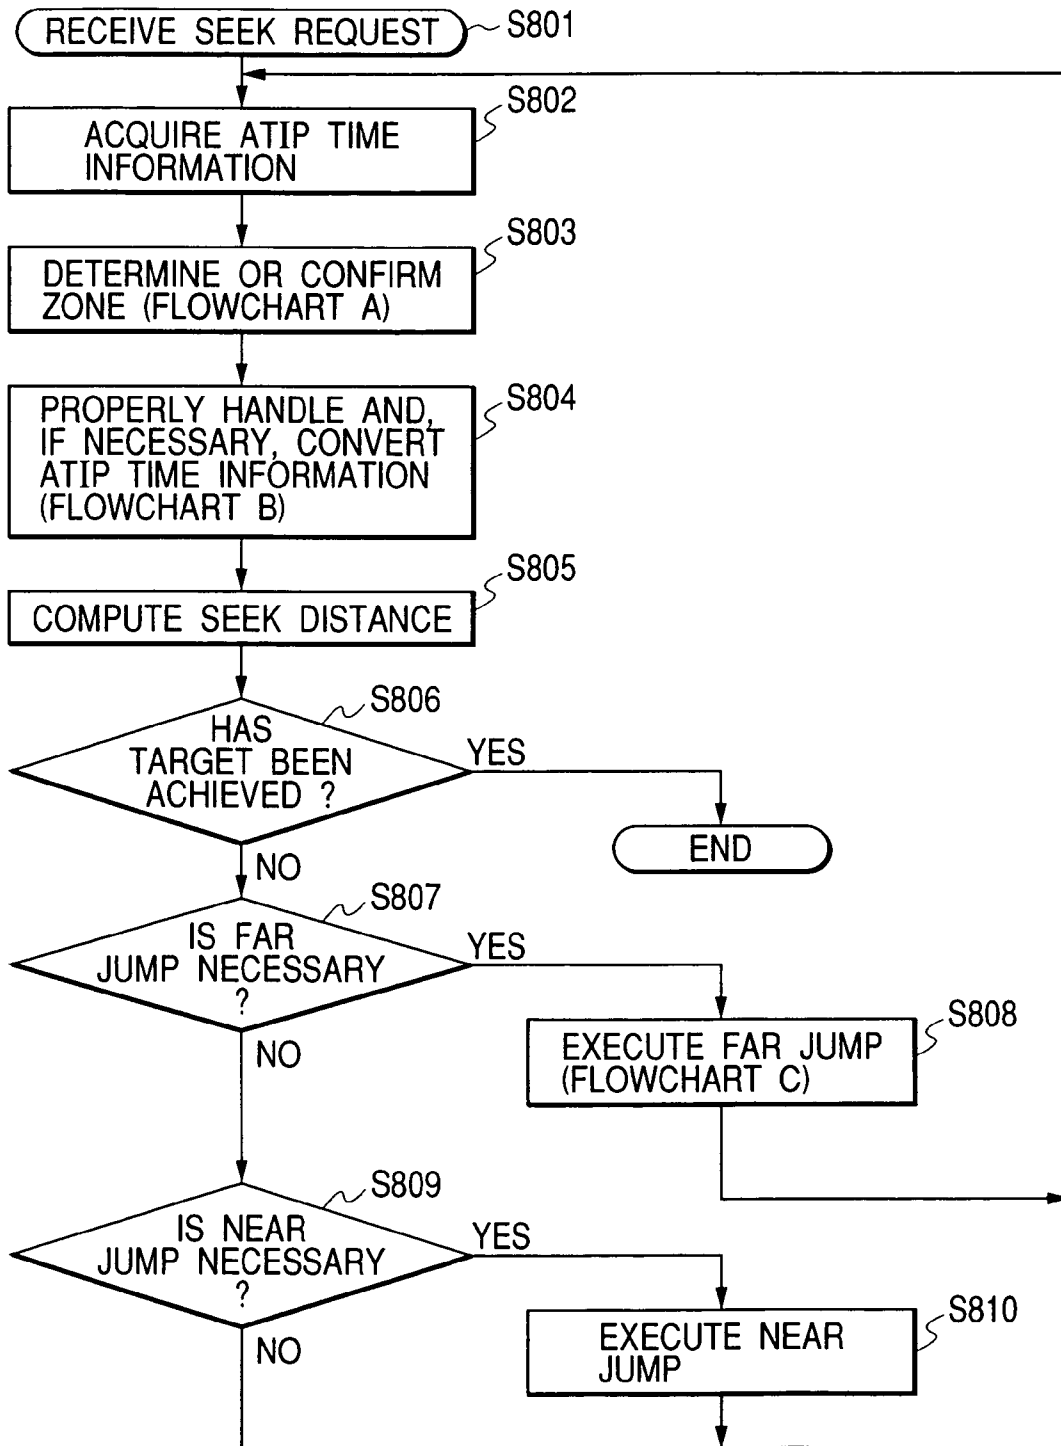 RECEIVE SEEK REQUEST
S801
S802
ACQUIRE ATIP TIME
INFORMATION
S803
DETERMINE OR CONFIRM
ZONE (FLOWCHART A)
S804
PROPERLY HANDLE AND,
IF NECESSARY, CONVERT
ATIP TIME INFORMATION
(FLOWCHART B)
S805
COMPUTE SEEK DISTANCE
S806
HAS
TARGET BEEN
ACHIEVED ?
YES
END
NO
S807
IS FAR
JUMP NECESSARY
?
YES
NO
S808
EXECUTE FAR JUMP
(FLOWCHART C)
S809
IS NEAR
JUMP NECESSARY
?
YES
NO
S810
EXECUTE NEAR
JUMP